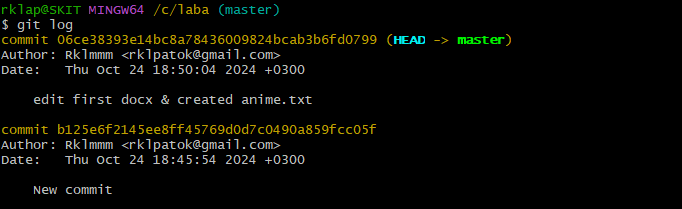 rklap@SKIT MINGW64 /c/laba (master)
$ git log
commit 06ce38393e14bc8a78436009824bcab3b6fd0799 (HEAD -> master)
Author: Rklmmm <rklpatok@gmail.com>
Date:   Thu Oct 24 18:50:04 2024 +0300

    edit first docx & created anime.txt

commit b125e6f2145ee8ff45769d0d7c0490a859fcc05f
Author: Rklmmm <rklpatok@gmail.com>
Date:   Thu Oct 24 18:45:54 2024 +0300

    New commit